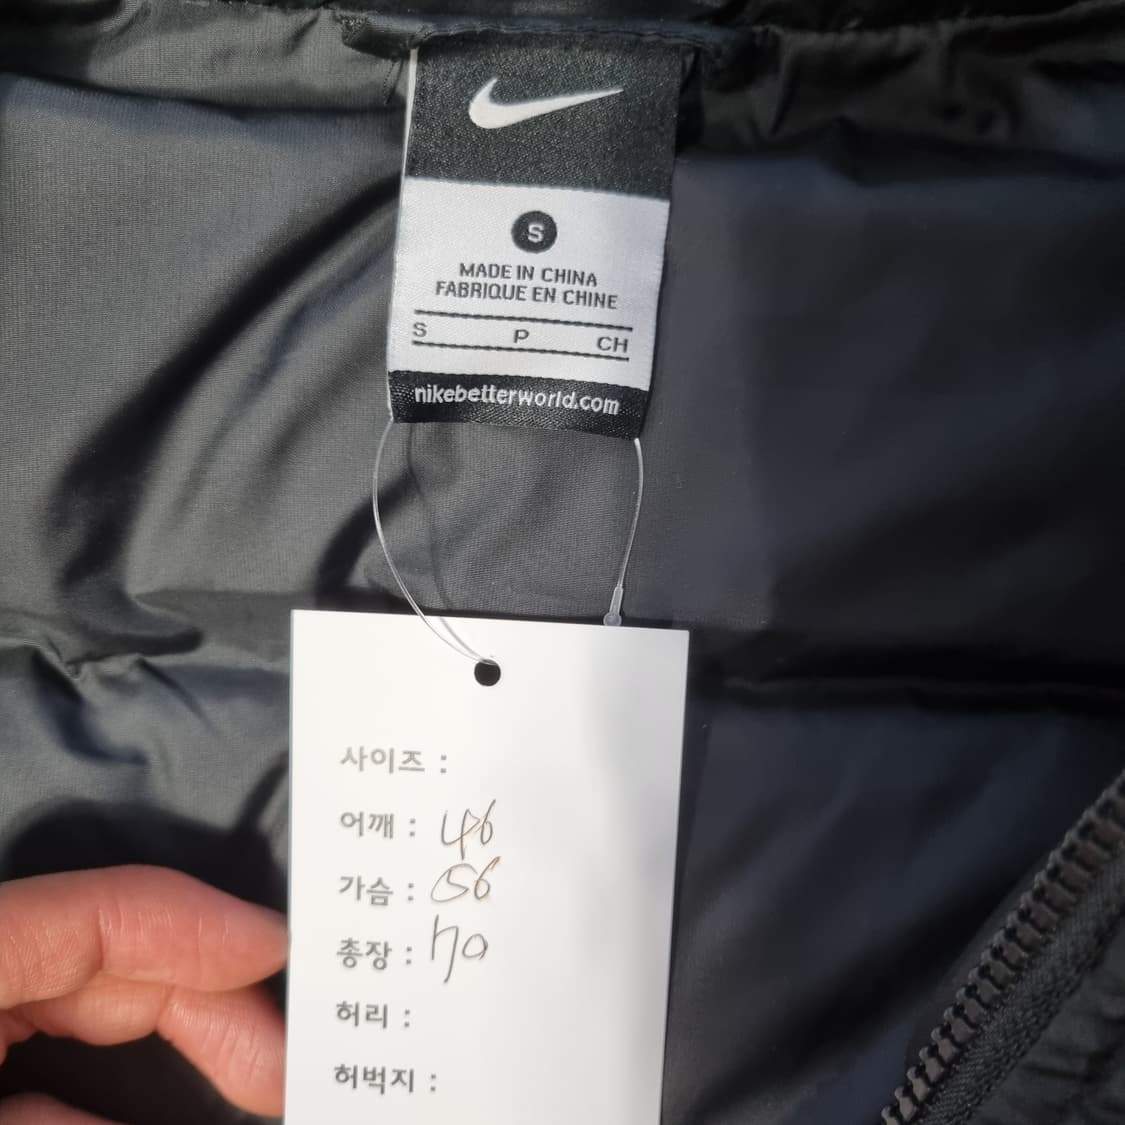 S
MADE IN CHINA
FABRIQUE EN CHINE
S P CH
nikebetterworld.com
사이즈 :
어깨 : 46
가슴 : 56
총장 : 70
허리 :
허벅지 :